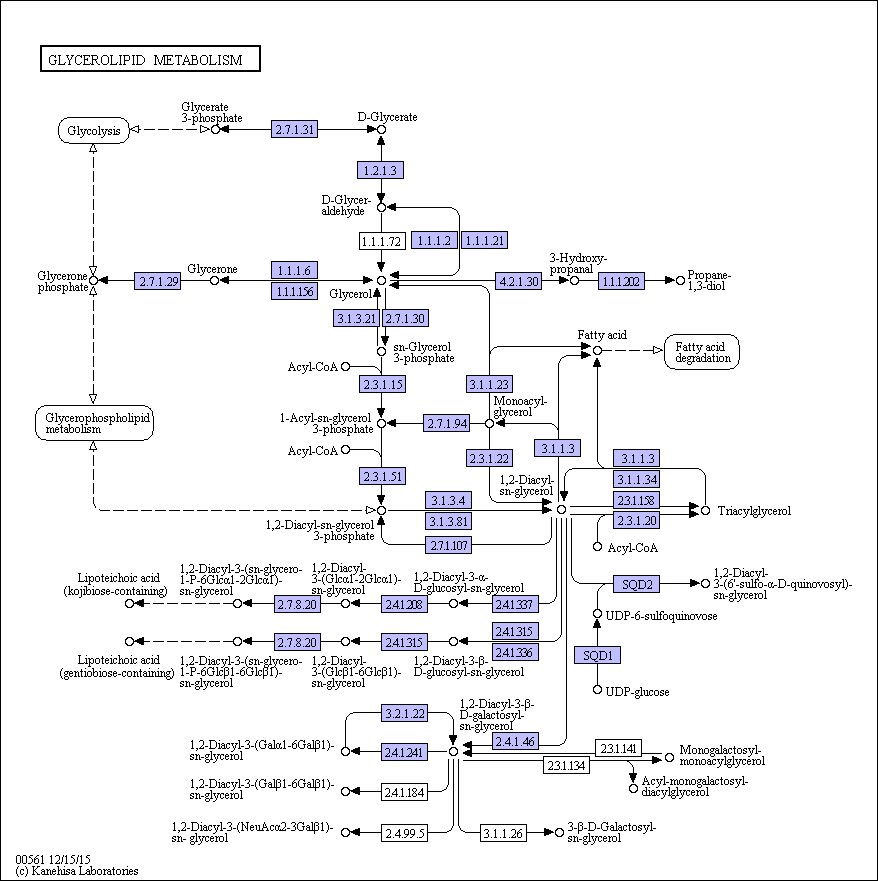 GLYCEROLIPID METABOLISM
Glycerate
3-phosphate
D-Glycerate
Glycolysis
2.7.1.31
1.2.1.3
D-Glycer-
aldehyde
1.1.1.72
1.1.1.2
1.1.1.21
3-Hydroxy-
propanal
Glycerone
phosphate
2.7.1.29
Glycerone
1.1.1.6
1.1.1.156
Glycerol
4.2.1.30
1.1.1.202
Propane-
1,3-diol
3.1.3.21
2.7.1.30
sn-Glycerol
3-phosphate
Fatty acid
Fatty acid
degradation
Acyl-CoA
2.3.1.15
3.1.1.23
Monoacyl-
glycerol
Glycerophospholipid
metabolism
1-Acyl-sn-glycerol
3-phosphate
2.7.1.94
Acyl-CoA
2.3.1.22
3.1.1.3
3.1.1.3
2.3.1.51
1,2-Diacyl-
sn-glycerol
3.1.1.34
3.1.3.4
2.3.1.158
3.1.3.81
2.3.1.20
Triacylglycerol
1,2-Diacyl-sn-glycerol
3-phosphate
2.7.1.107
Acyl-CoA
Lipoteichoic acid
(kojibiose-containing)
1,2-Diacyl-3-(sn-glycero-
1-P-6Glcα1-2Glcα1)-
sn-glycerol
1,2-Diacyl-
3-(Glcα1-2Glcα1)-
sn-glycerol
1,2-Diacyl-3-α-
D-glucosyl-sn-glycerol
SQD2
1,2-Diacyl-
3-(6'-sulfo-α-D-quinovosyl)-
sn-glycerol
2.7.8.20
2.4.1.208
2.4.1.337
UDP-6-sulfoquinovose
2.7.8.20
2.4.1.315
2.4.1.315
2.4.1.336
SQD1
Lipoteichoic acid
(gentiobiose-containing)
1,2-Diacyl-3-(sn-glycero-
1-P-6Glcβ1-6Glcβ1)-
sn-glycerol
1,2-Diacyl-
3-(Glcβ1-6Glcβ1)-
sn-glycerol
1,2-Diacyl-3-β-
D-glucosyl-sn-glycerol
UDP-glucose
3.2.1.22
1,2-Diacyl-3-β-
D-galactosyl-
sn-glycerol
2.4.1.46
1,2-Diacyl-3-(Galα1-6Galβ1)-
sn-glycerol
2.4.1.241
2.3.1.141
2.3.1.134
Monogalactosyl-
monoacylglycerol
1,2-Diacyl-3-(Galβ1-6Galβ1)-
sn-glycerol
2.4.1.184
Acyl-monogalactosyl-
diacylglycerol
1,2-Diacyl-3-(NeuAcα2-3Galβ1)-
sn- glycerol
2.4.99.5
3.1.1.26
3-β-D-Galactosyl-
sn-glycerol
00561 12/15/15
(c) Kanehisa Laboratories